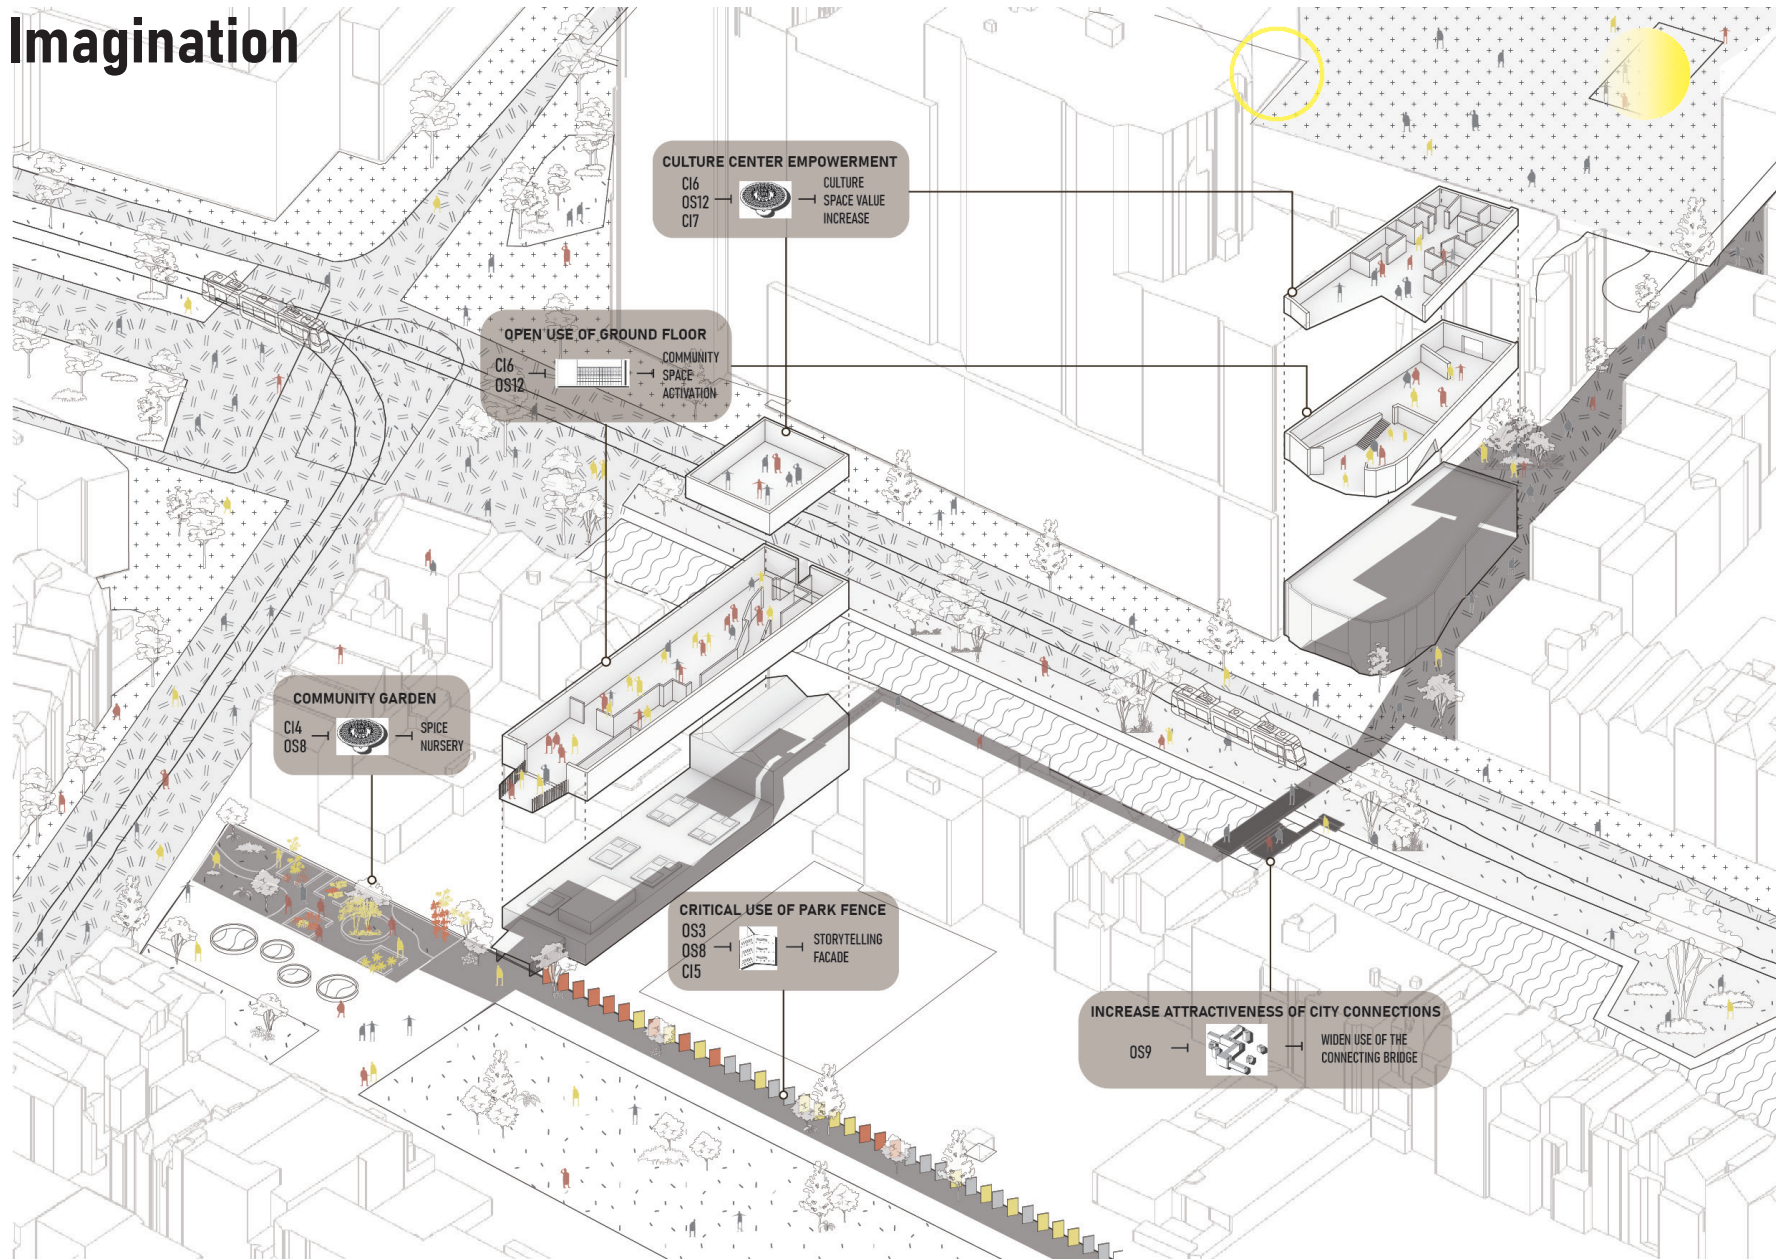 Imagination
CULTURE CENTER EMPOWERMENT
CI6
OS12
CI7
CULTURE
SPACE VALUE
INCREASE
OPEN USE OF GROUND FLOOR
CI6
OS12
COMMUNITY
SPACE
ACTIVATION
COMMUNITY GARDEN
CI4
OS8
SPICE
NURSERY
CRITICAL USE OF PARK FENCE
OS3
OS8
CI5
STORYTELLING
FACADE
INCREASE ATTRACTIVENESS OF CITY CONNECTIONS
OS9
WIDEN USE OF THE
CONNECTING BRIDGE